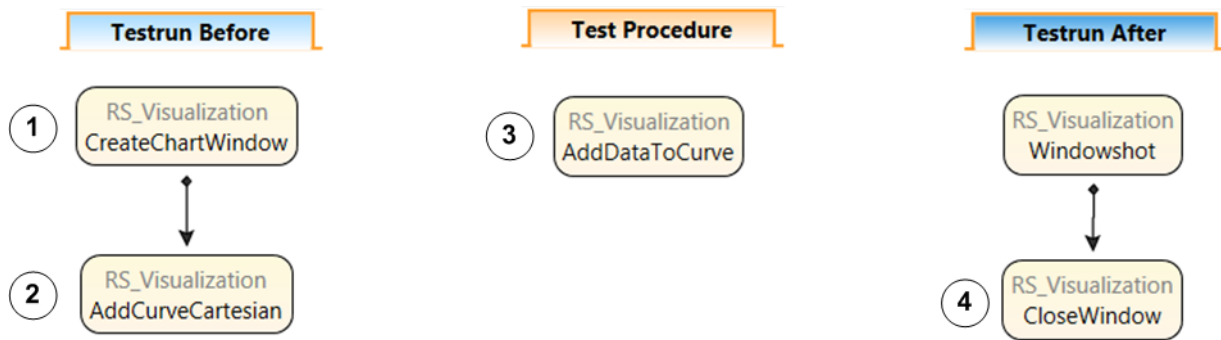 Testrun Before
1
RS_Visualization
CreateChartWindow
2
RS_Visualization
AddCurveCartesian
Test Procedure
3
RS_Visualization
AddDataToCurve
Testrun After
RS_Visualization
Windowshot
4
RS_Visualization
CloseWindow